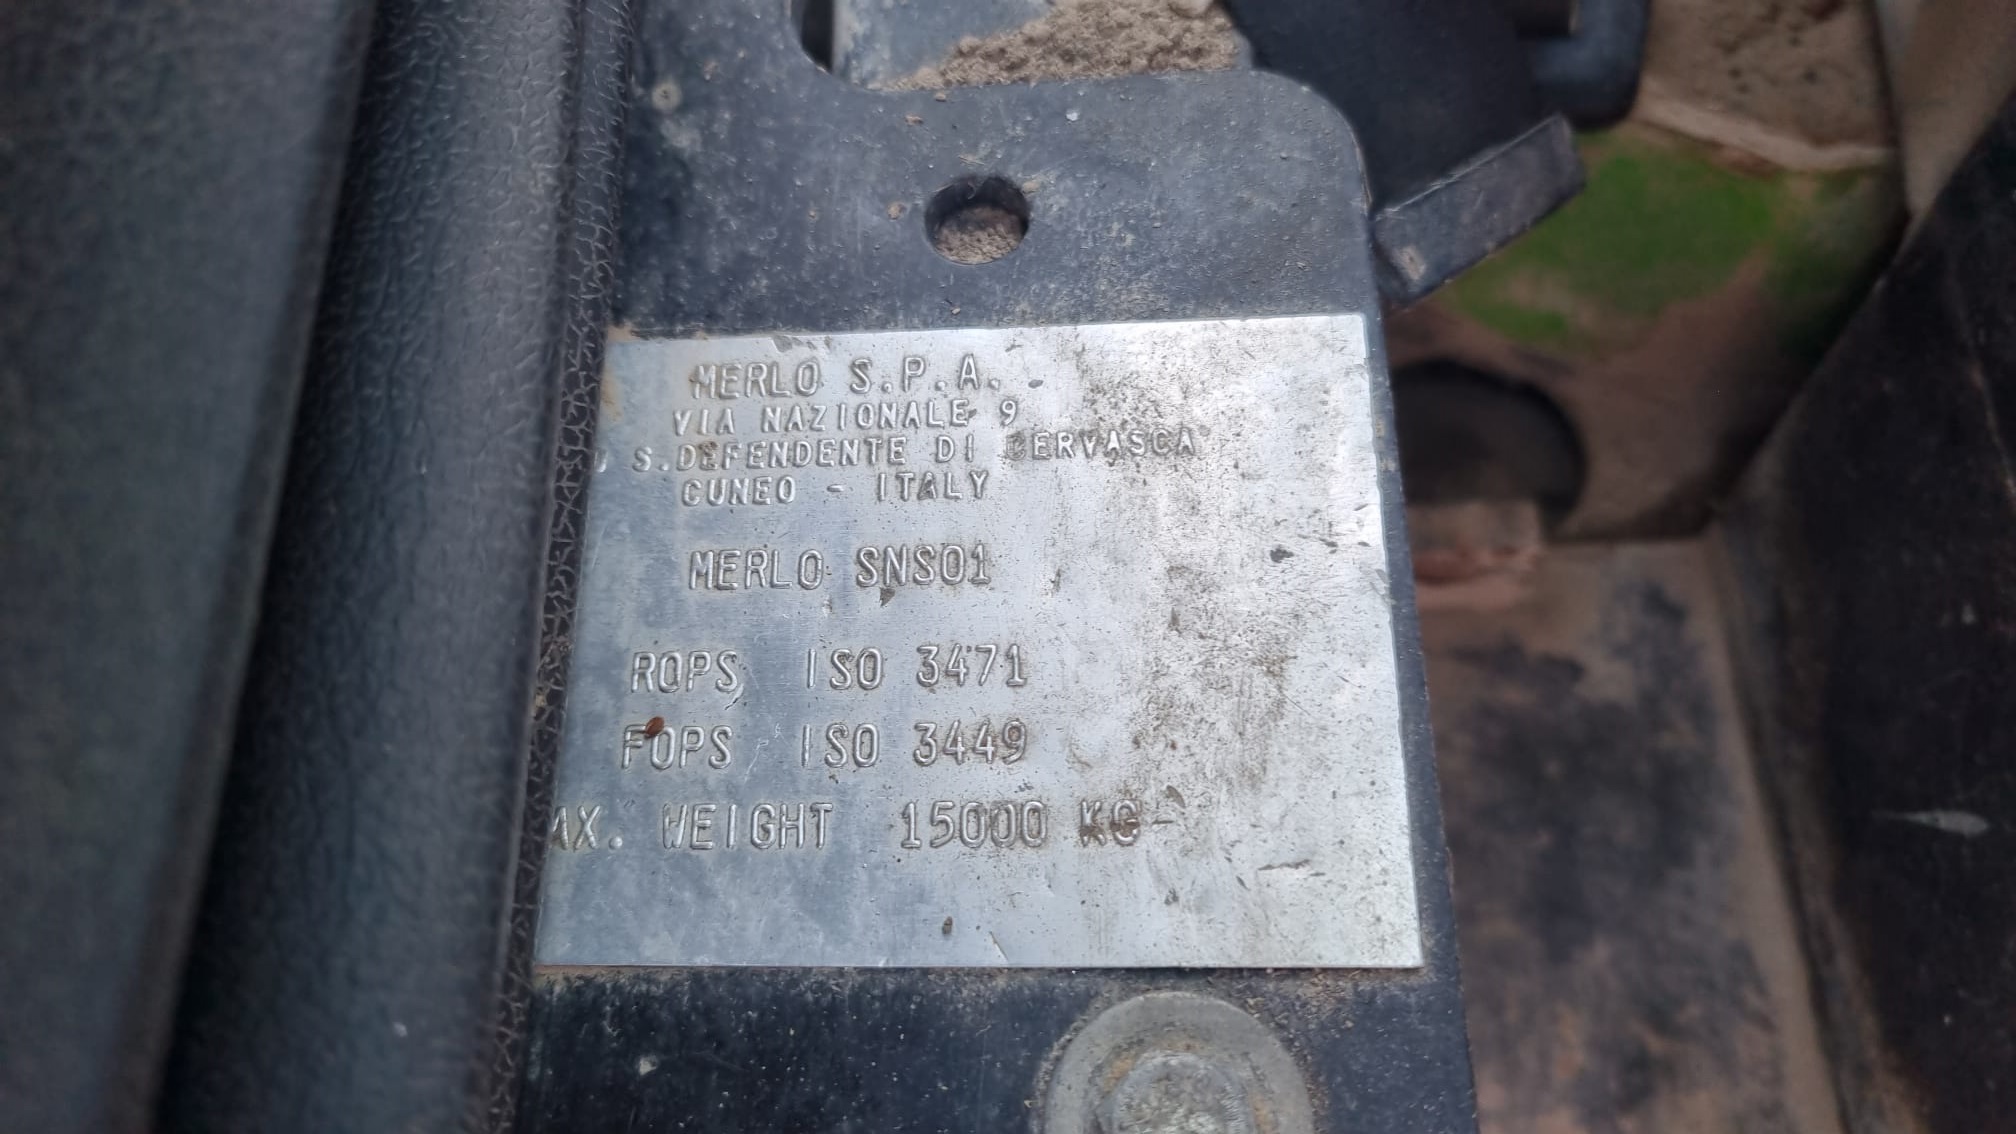 MERLO S.P.A.
VIA NAZIONALE 9
S.DEFENDENTE DI CERVASCA
CUNEO - ITALY
MERLO SNS01
ROPS ISO 3471
FOPS ISO 3449
AX. WEIGHT 15000 KG